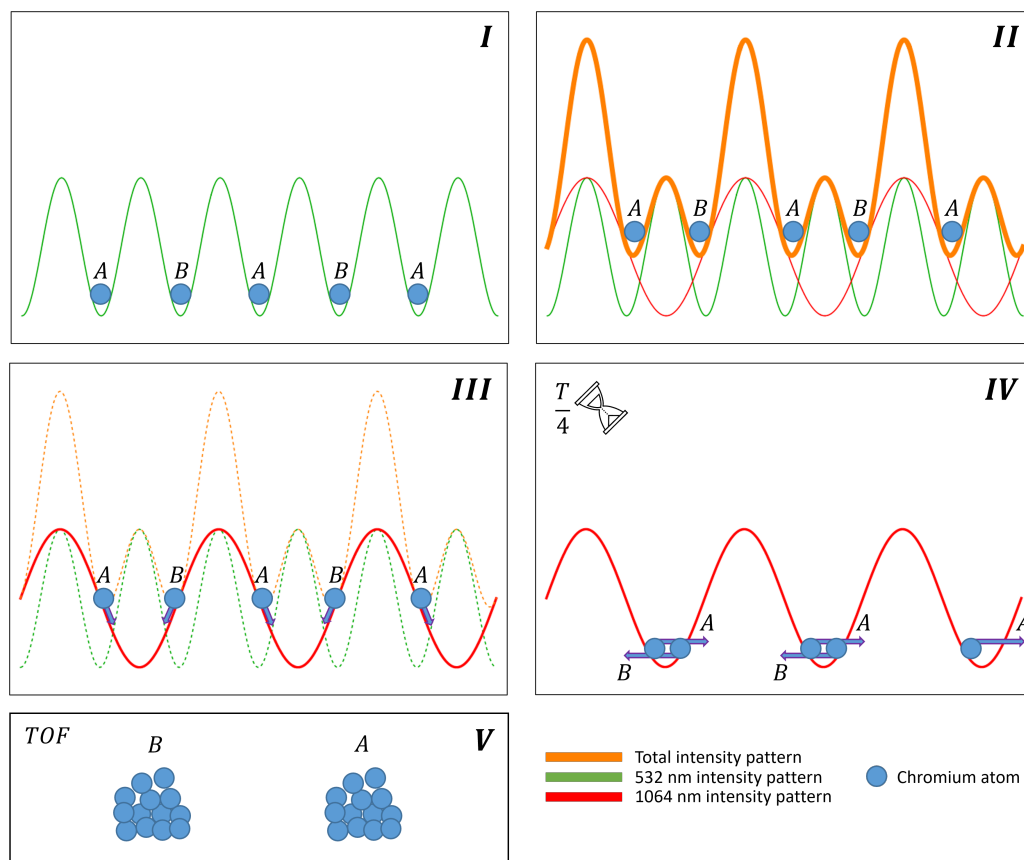 I
A B A B A
II
A B A B A
III
A B A B A
IV
T
4
A A A
B B
TOF V
B A
Total intensity pattern
532 nm intensity pattern
1064 nm intensity pattern
Chromium atom